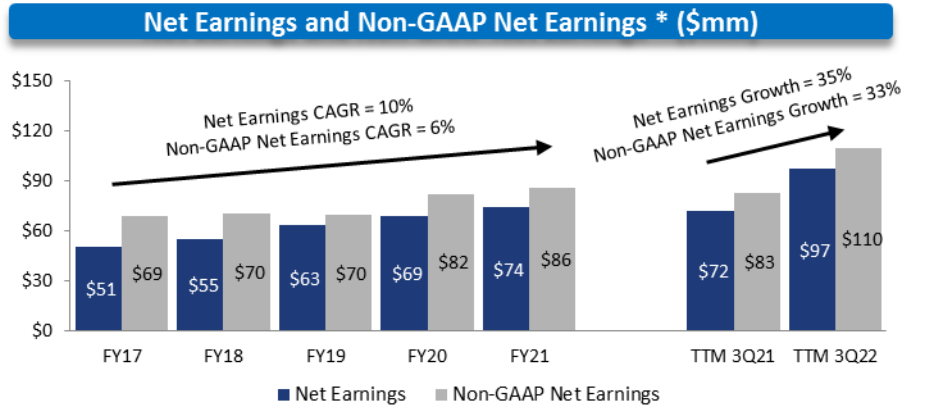 Net Earnings and Non-GAAP Net Earnings * ($mm)
$150
$120
$90
$60
$30
$0
Net Earnings CAGR = 10%
Non-GAAP Net Earnings CAGR = 6%
Net Earnings Growth = 35%
Non-GAAP Net Earnings Growth = 33%
$51 $69 $55 $70 $63 $70 $69 $82 $74 $86 $72 $83 $97 $110
FY17 FY18 FY19 FY20 FY21 TTM 3Q21 TTM 3Q22
Net Earnings Non-GAAP Net Earnings